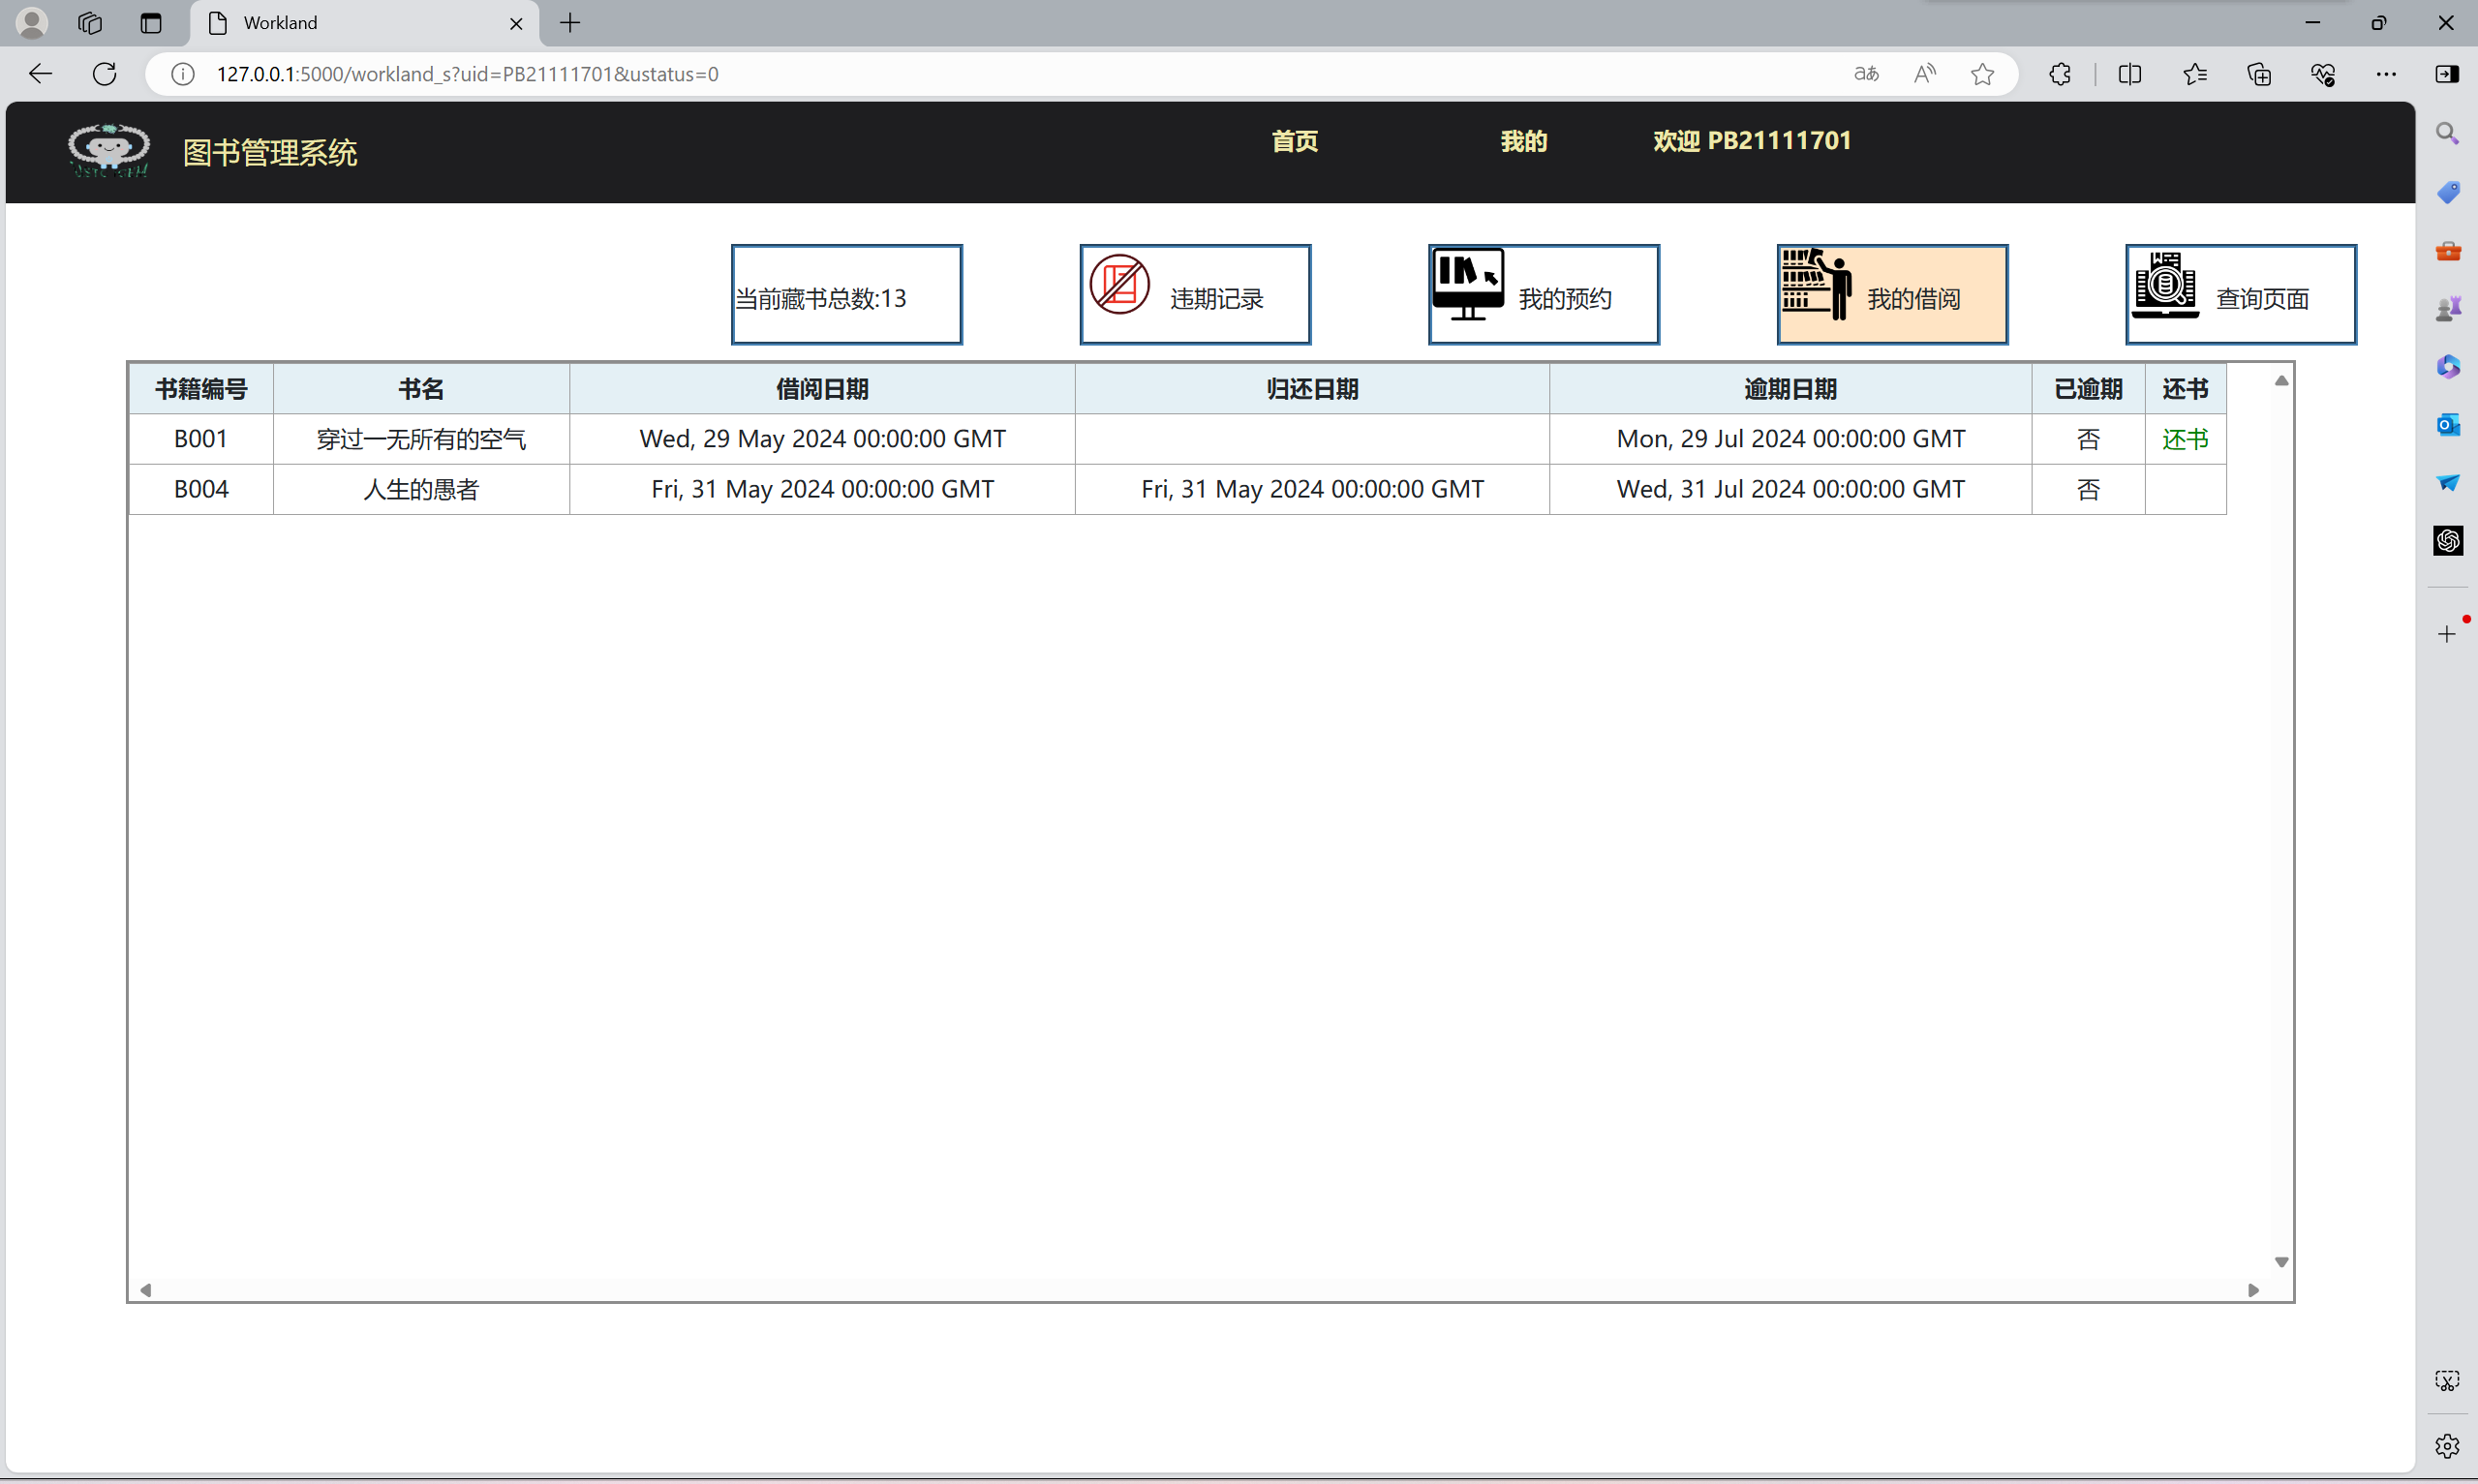 Workland
127.0.0.1:5000/workland_s?uid=PB21111701&ustatus=0
图书管理系统 首页 我的 欢迎 PB21111701
当前藏书总数:13 违期记录 我的预约 我的借阅 查询页面
书籍编号 书名 借阅日期 归还日期 逾期日期 已逾期 还书
B001 穿过一无所有的空气 Wed, 29 May 2024 00:00:00 GMT Mon, 29 Jul 2024 00:00:00 GMT 否 还书
B004 人生的愚者 Fri, 31 May 2024 00:00:00 GMT Fri, 31 May 2024 00:00:00 GMT Wed, 31 Jul 2024 00:00:00 GMT 否